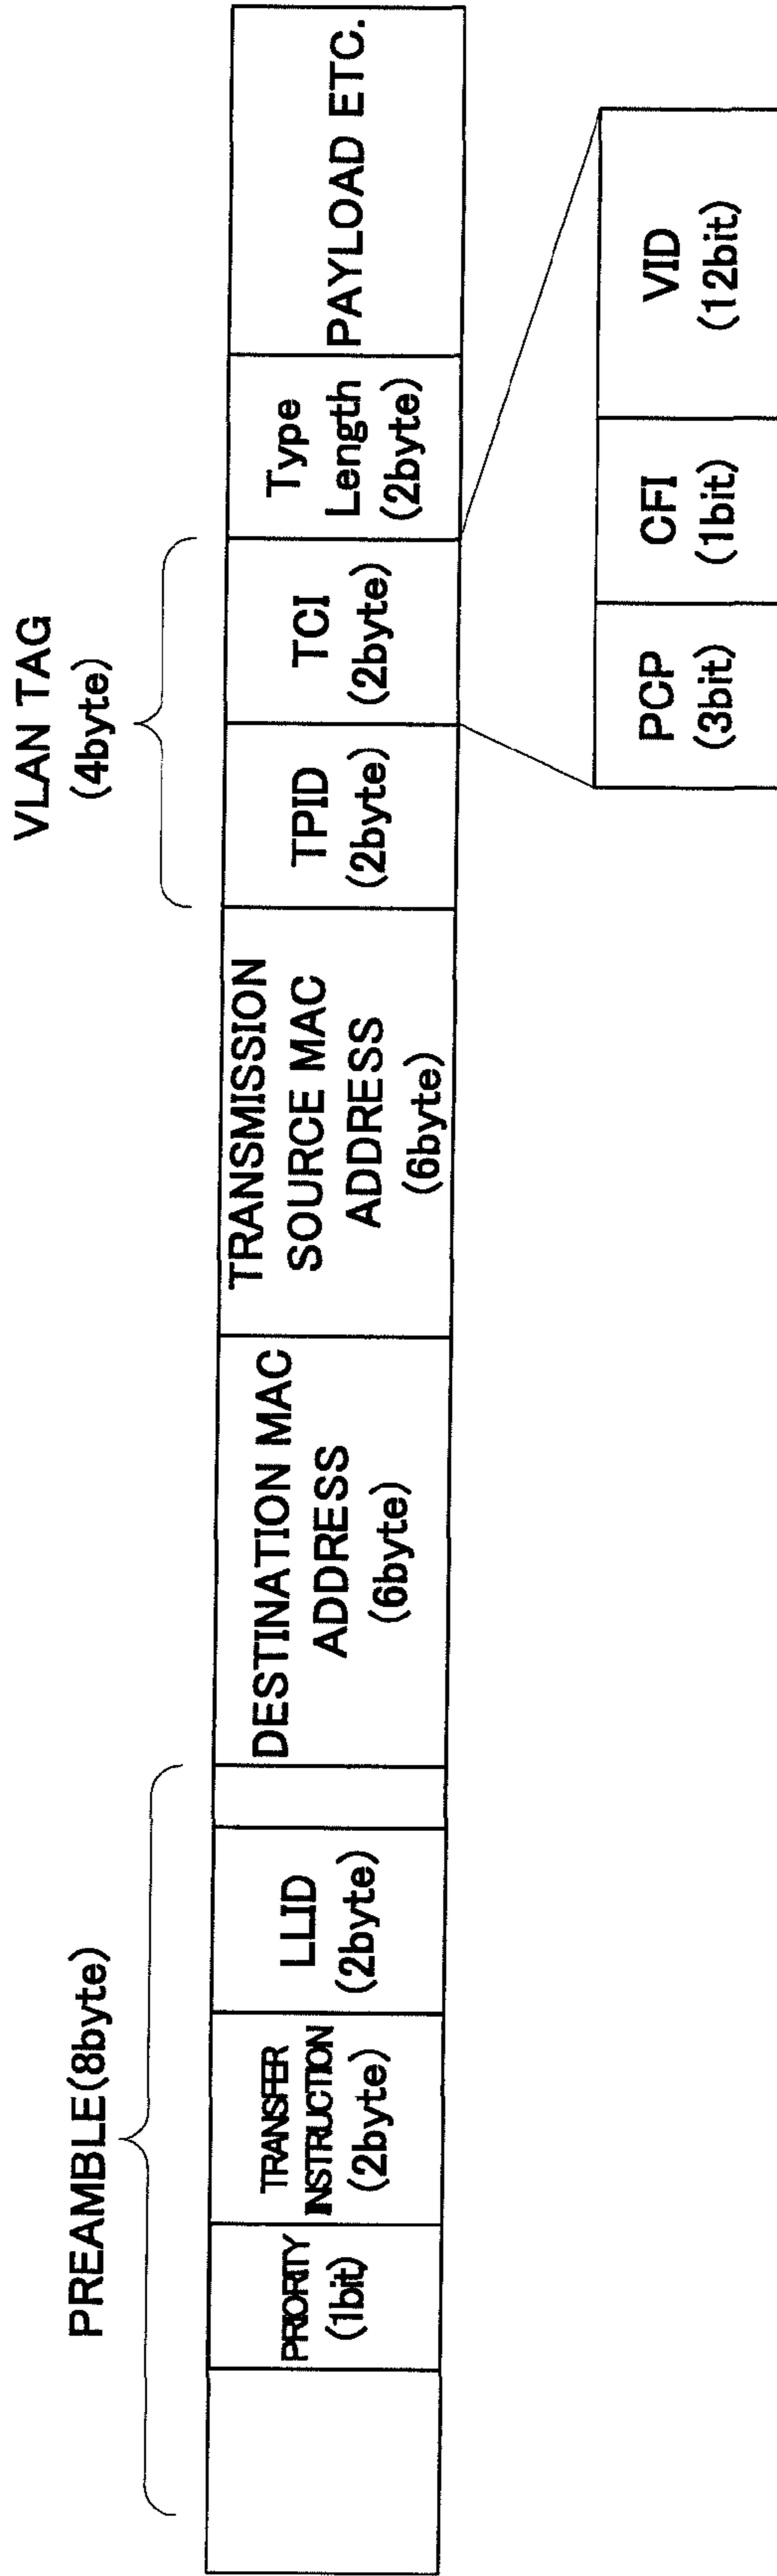 PREAMBLE(8byte)
VLAN TAG
(4byte)
PRIORITY
(1bit)
TRANSFER
INSTRUCTION
(2byte)
LLID
(2byte)
DESTINATION MAC
ADDRESS
(6byte)
TRANSMISSION
SOURCE MAC
ADDRESS
(6byte)
TPID
(2byte)
TCI
(2byte)
Type
Length
(2byte)
PAYLOAD ETC.
PCP
(3bit)
CFI
(1bit)
VID
(12bit)